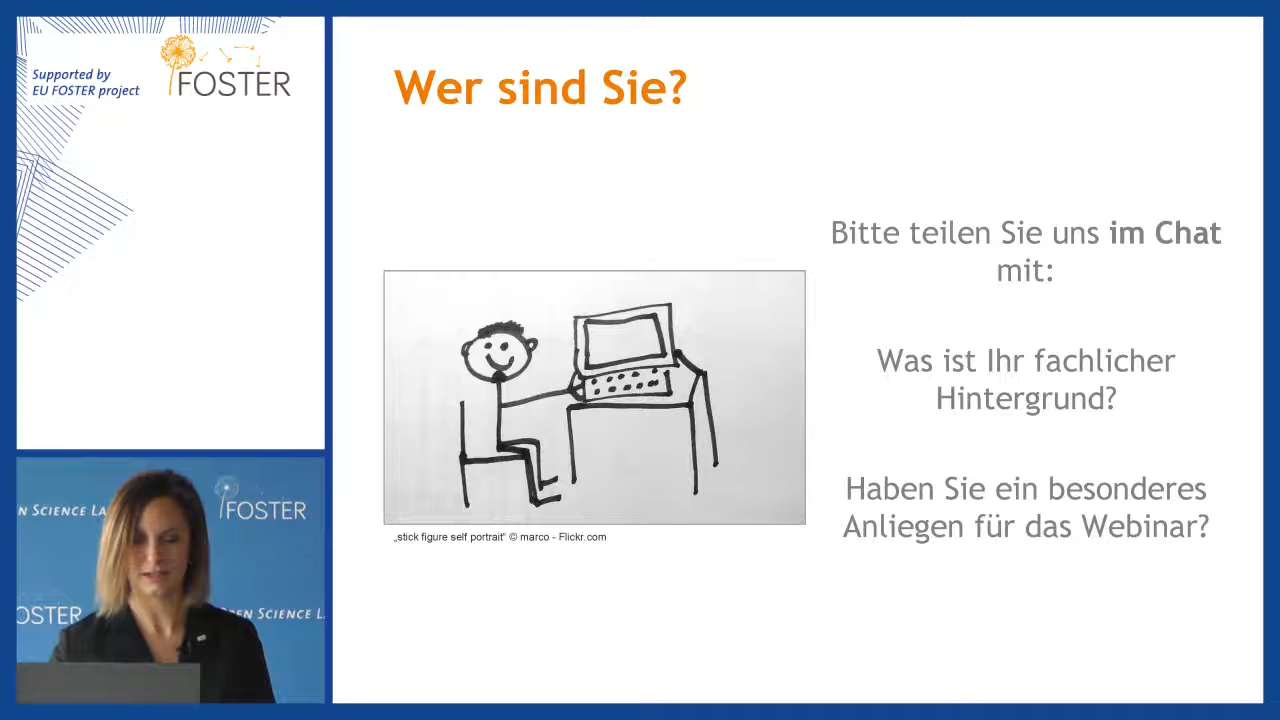 Supported by
EU FOSTER project
FOSTER
Wer sind Sie?
Bitte teilen Sie uns im Chat
mit:
Was ist Ihr fachlicher
Hintergrund?
Haben Sie ein besonderes
Anliegen für das Webinar?
„stick figure self portrait“ © marco - Flickr.com
N SCIENCE LA
FOSTER
OSTER
OPEN SCIENCE L